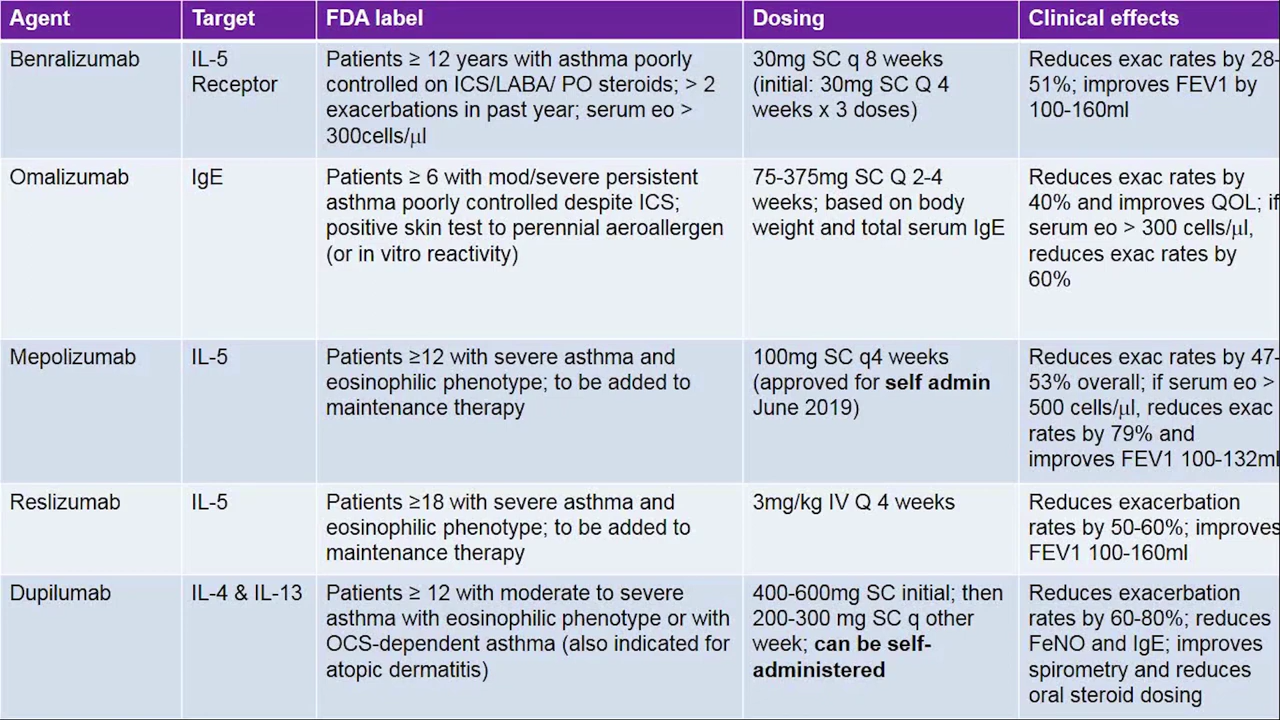 Agent Target FDA label Dosing Clinical effects
Benralizumab
IL-5
Receptor
Patients ≥ 12 years with asthma poorly
controlled on ICS/LABA/ PO steroids; > 2
exacerbations in past year; serum eo >
300cells/μl
30mg SC q 8 weeks
(initial: 30mg SC Q 4
weeks x 3 doses)
Reduces exac rates by 28-
51%; improves FEV1 by
100-160ml
Omalizumab
IgE
Patients ≥ 6 with mod/severe persistent
asthma poorly controlled despite ICS;
positive skin test to perennial aeroallergen
(or in vitro reactivity)
75-375mg SC Q 2-4
weeks; based on body
weight and total serum IgE
Reduces exac rates by
40% and improves QOL; if
serum eo > 300 cells/μl,
reduces exac rates by
60%
Mepolizumab
IL-5
Patients ≥12 with severe asthma and
eosinophilic phenotype; to be added to
maintenance therapy
100mg SC q4 weeks
(approved for self admin
June 2019)
Reduces exac rates by 47-
53% overall; if serum eo >
500 cells/μl, reduces exac
rates by 79% and
improves FEV1 100-132ml
Reslizumab
IL-5
Patients ≥18 with severe asthma and
eosinophilic phenotype; to be added to
maintenance therapy
3mg/kg IV Q 4 weeks
Reduces exacerbation
rates by 50-60%; improves
FEV1 100-160ml
Dupilumab
IL-4 & IL-13
Patients ≥ 12 with moderate to severe
asthma with eosinophilic phenotype or with
OCS-dependent asthma (also indicated for
atopic dermatitis)
400-600mg SC initial; then
200-300 mg SC q other
week; can be self-
administered
Reduces exacerbation
rates by 60-80%; reduces
FeNO and IgE; improves
spirometry and reduces
oral steroid dosing